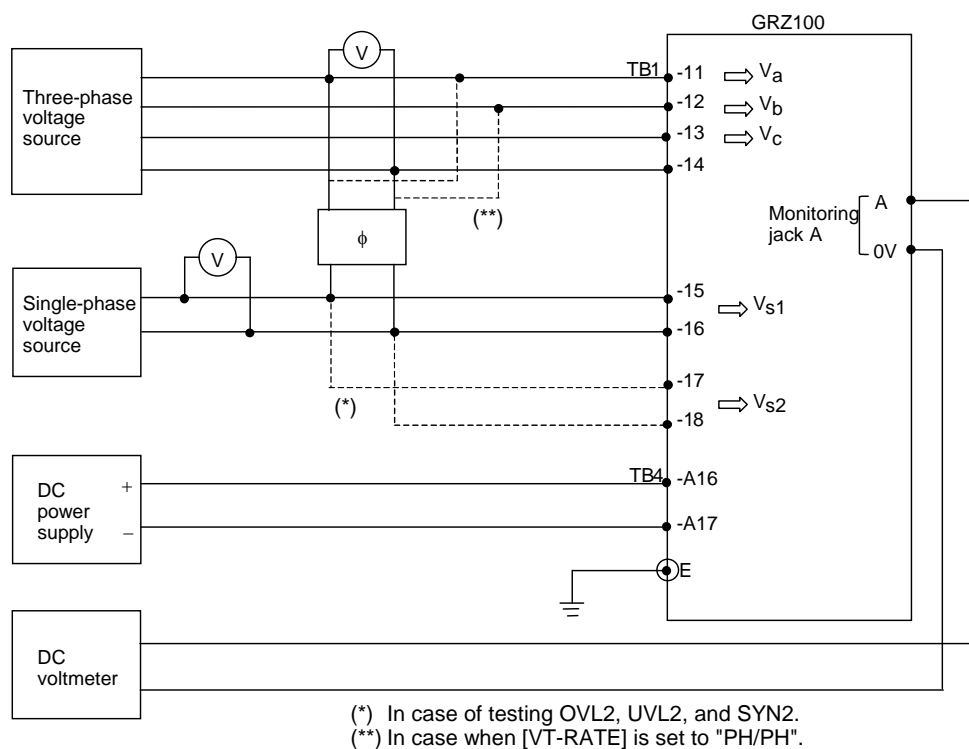 GRZ100
V
Three-phase
voltage
source
TB1
-11
Va
-12
Vb
-13
Vc
-14
(**)
Monitoring
jack A
A
0V
ϕ
V
Single-phase
voltage
source
-15
Vs1
-16
-17
(*)
Vs2
-18
DC
power
supply
+
−
TB4
-A16
-A17
E
DC
voltmeter
(*) In case of testing OVL2, UVL2, and SYN2.
(**) In case when [VT-RATE] is set to "PH/PH".